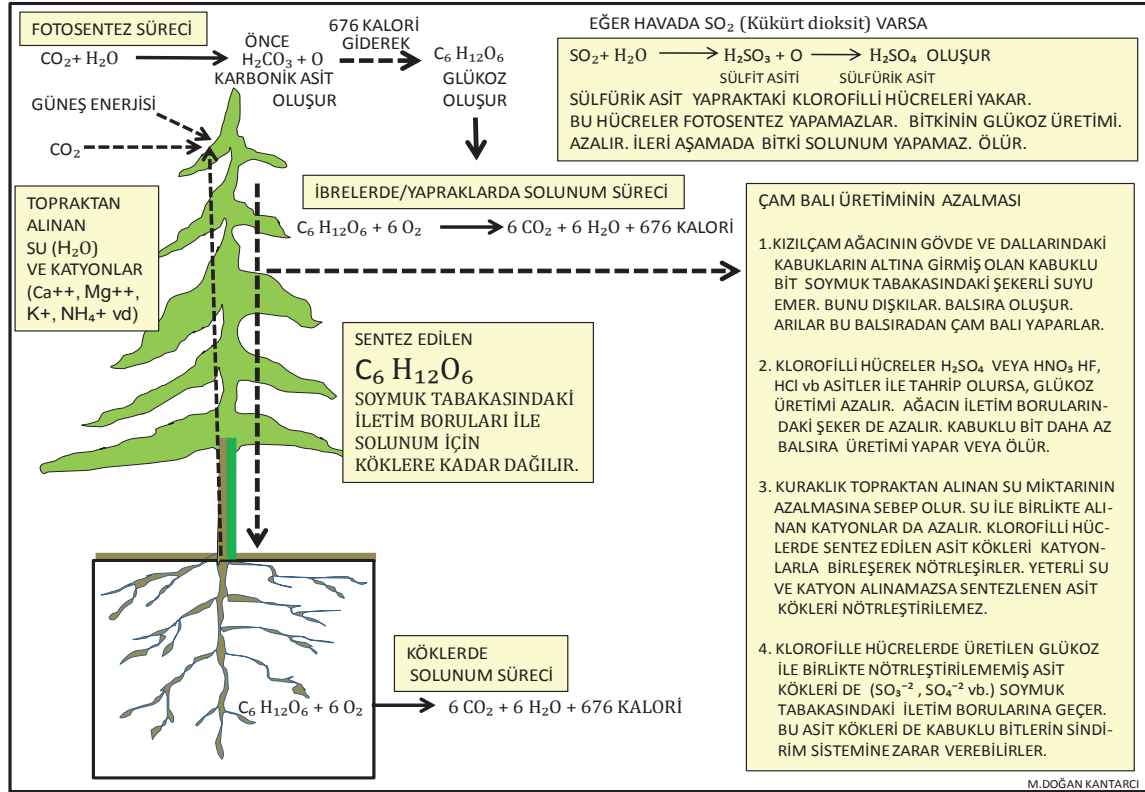 FOTOSENTEZ SÜRECİ
CO₂ + H₂O
ÖNCE
H₂CO₃ + O
KARBONİK ASİT
OLUŞUR
676 KALORİ
GİDEREK
C₆ H₁₂O₆
GLÜKOZ
OLUŞUR
GÜNEŞ ENERJİSİ
CO₂
EĞER HAVADA SO₂ (Kükürt dioksit) VARSA
SO₂ + H₂O H₂SO₃ + O H₂SO₄ OLUŞUR
SÜLFİT ASİTİ SÜLFÜRİK ASİT
SÜLFÜRİK ASİT YAPRAKTAKİ KLOROFİLLİ HÜCRELERİ YAKAR.
BU HÜCRELER FOTOSENTEZ YAPAMAZLAR. BİTKİNİN GLÜKOZ ÜRETİMİ.
AZALIR. İLERİ AŞAMADA BİTKİ SOLUNUM YAPAMAZ. ÖLÜR.
TOPRAKTAN
ALINAN
SU (H₂O)
VE KATYONLAR
(Ca++, Mg++,
K+, NH₄+ vd)
İBRELERDE/YAPRAKLARDA SOLUNUM SÜRECİ
C₆ H₁₂O₆ + 6 O₂ 6 CO₂ + 6 H₂O + 676 KALORİ
SENTEZ EDİLEN
C₆ H₁₂O₆
SOYMUK TABAKASINDAKİ
İLETİM BORULARI İLE
SOLUNUM İÇİN
KÖKLERE KADAR DAĞILIR.
KÖKLERDE
SOLUNUM SÜRECİ
C₆ H₁₂O₆ + 6 O₂ 6 CO₂ + 6 H₂O + 676 KALORİ
ÇAM BALI ÜRETİMİNİN AZALMASI
1.KIZILÇAM AĞACININ GÖVDE VE DALLARINDAKİ
KABUKLARIN ALTINA GİRMİŞ OLAN KABUKLU
BİT SOYMUK TABAKASINDAKİ ŞEKERLİ SUYU
EMER. BUNU DIŞKILAR. BALSIRA OLUŞUR.
ARILAR BU BALSIRADAN ÇAM BALI YAPARLAR.
2. KLOROFİLLİ HÜCRELER H₂SO₄ VEYA HNO₃ HF,
HCl vb ASİTLER İLE TAHRİP OLURSA, GLÜKOZ
ÜRETİMİ AZALIR. AĞACIN İLETİM BORULARIN-
DAKİ ŞEKER DE AZALIR. KABUKLU BİT DAHA AZ
BALSIRA ÜRETİMİ YAPAR VEYA ÖLÜR.
3. KURAKLIK TOPRAKTAN ALINAN SU MİKTARININ
AZALMASINA SEBEP OLUR. SU İLE BİRLİKTE ALI-
NAN KATYONLAR DA AZALIR. KLOROFİLLİ HÜC-
LERDE SENTEZ EDİLEN ASİT KÖKLERİ KATYON-
LARLA BİRLEŞEREK NÖTRLEŞİRLER. YETERLİ SU
VE KATYON ALINAMAZSA SENTEZLENEN ASİT
KÖKLERİ NÖTRLEŞTİRİLEMEZ.
4. KLOROFİLLE HÜCRELERDE ÜRETİLEN GLÜKOZ
İLE BİRLİKTE NÖTRLEŞTİRİLEMEMİŞ ASİT
KÖKLERİ DE (SO₃⁻² , SO₄⁻² vb.) SOYMUK
TABAKASINDAKİ İLETİM BORULARINA GEÇER.
BU ASİT KÖKLERİ DE KABUKLU BİTLERİN SİNDİ-
RİM SİSTEMİNE ZARAR VEREBİLİRLER.
M.DOĞAN KANTARCI